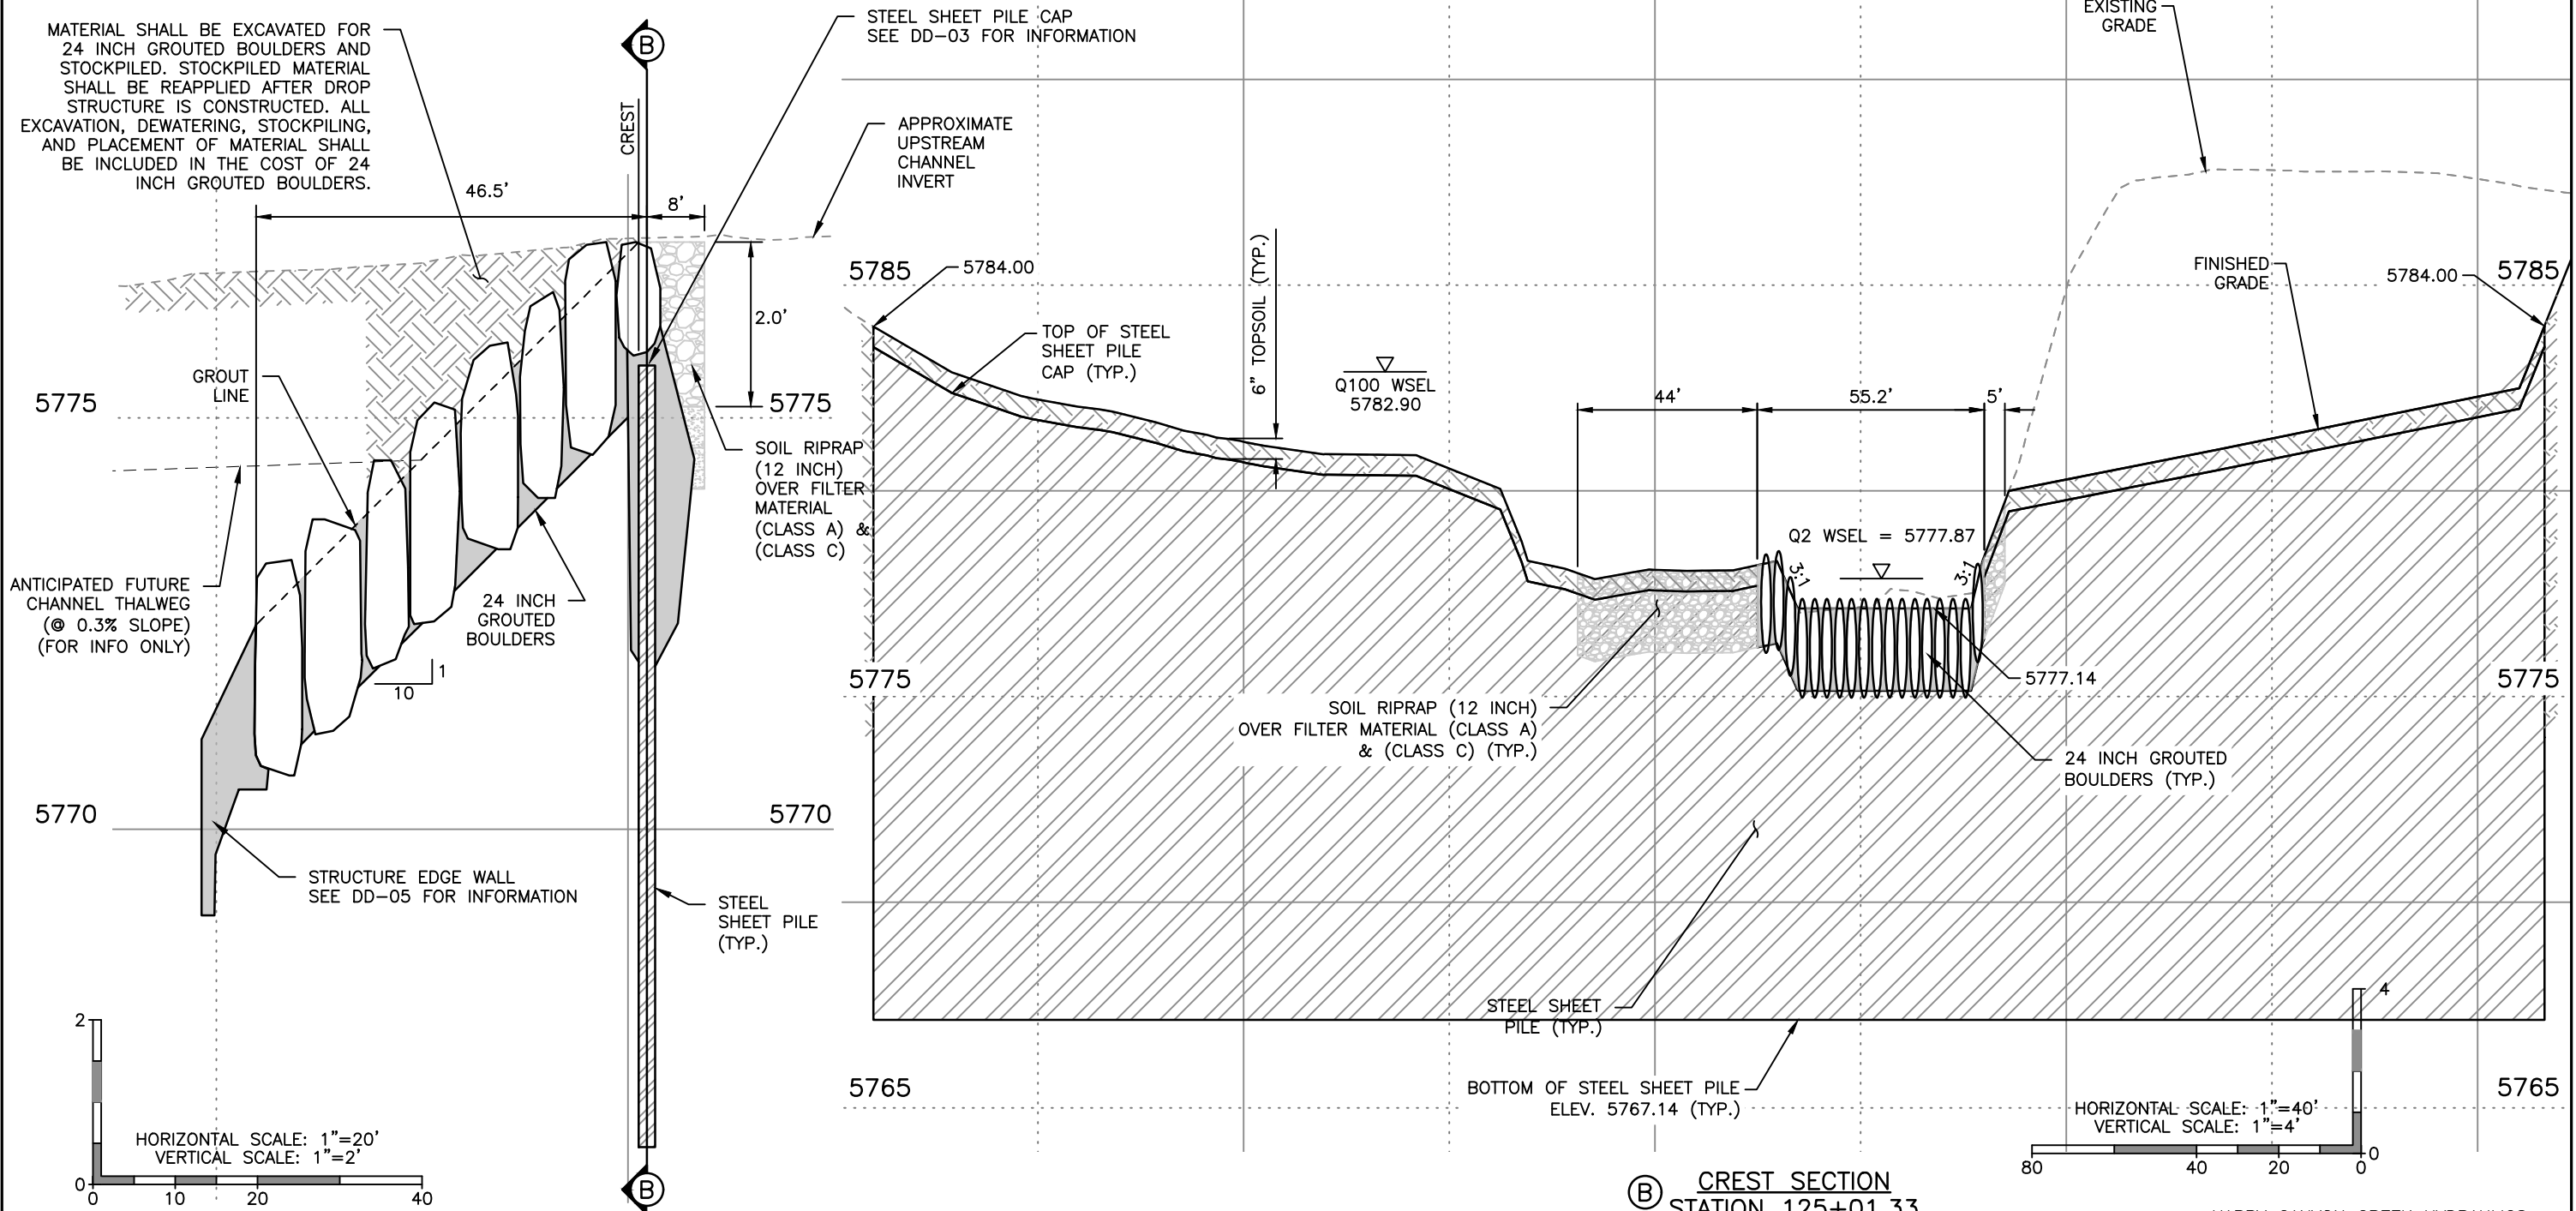 MATERIAL SHALL BE EXCAVATED FOR
24 INCH GROUTED BOULDERS AND
STOCKPILED. STOCKPILED MATERIAL
SHALL BE REAPPLIED AFTER DROP
STRUCTURE IS CONSTRUCTED. ALL
EXCAVATION, DEWATERING, STOCKPILING,
AND PLACEMENT OF MATERIAL SHALL
BE INCLUDED IN THE COST OF 24
INCH GROUTED BOULDERS.
B
CREST
STEEL SHEET PILE CAP
SEE DD-03 FOR INFORMATION
APPROXIMATE
UPSTREAM
CHANNEL
INVERT
46.5'
8'
2.0'
5775
5775
GROUT
LINE
SOIL RIPRAP
(12 INCH)
OVER FILTER
MATERIAL
(CLASS A) &
(CLASS C)
ANTICIPATED FUTURE
CHANNEL THALWEG
(@ 0.3% SLOPE)
(FOR INFO ONLY)
24 INCH
GROUTED
BOULDERS
1
10
5770
5770
STRUCTURE EDGE WALL
SEE DD-05 FOR INFORMATION
STEEL
SHEET PILE
(TYP.)
2
0
HORIZONTAL SCALE: 1"=20'
VERTICAL SCALE: 1"=2'
0 10 20 40
B
EXISTING
GRADE
5785
5784.00
TOP OF STEEL
SHEET PILE
CAP (TYP.)
6" TOPSOIL (TYP.)
Q100 WSEL
5782.90
FINISHED
GRADE
5784.00
5785
44'
55.2'
5'
Q2 WSEL = 5777.87
3:1
3:1
5775
5777.14
5775
SOIL RIPRAP (12 INCH)
OVER FILTER MATERIAL (CLASS A)
& (CLASS C) (TYP.)
24 INCH GROUTED
BOULDERS (TYP.)
STEEL SHEET
PILE (TYP.)
5765
BOTTOM OF STEEL SHEET PILE
ELEV. 5767.14 (TYP.)
5765
4
0
HORIZONTAL SCALE: 1"=40'
VERTICAL SCALE: 1"=4'
80 40 20 0
B CREST SECTION
STATION 125+01.33